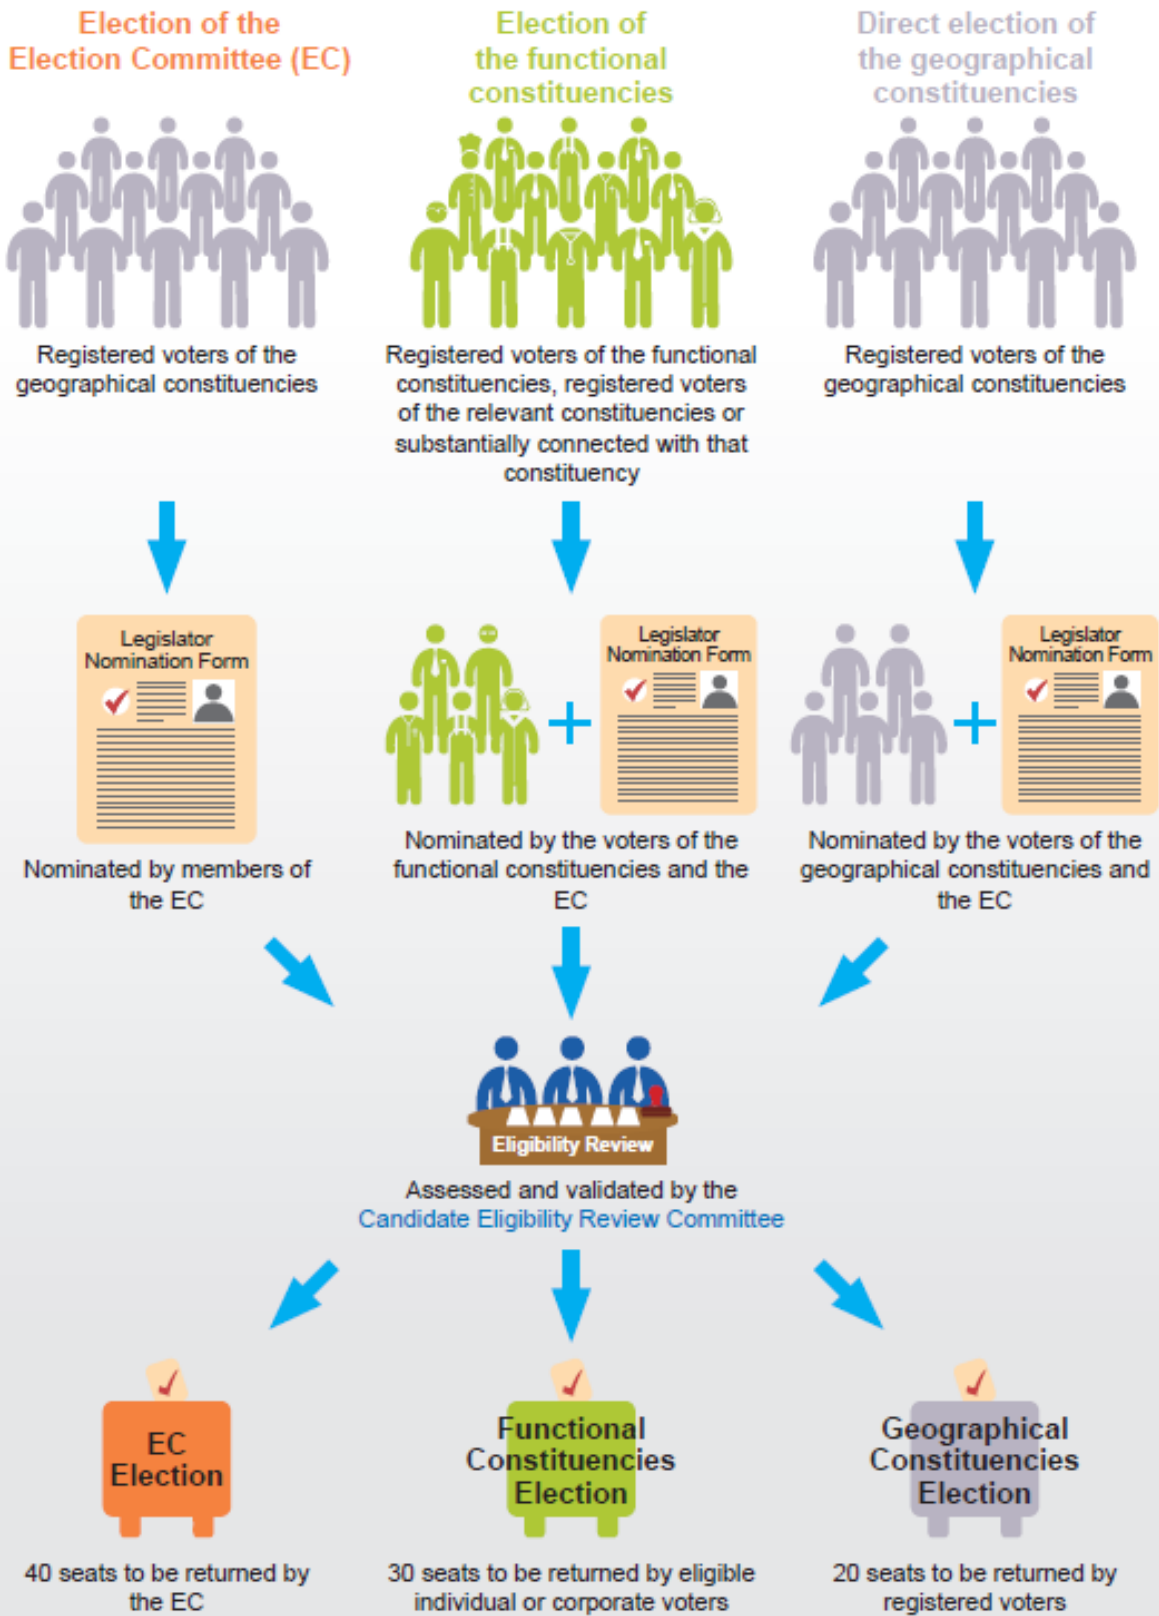 Election of the
Election Committee (EC)
Election of
the functional
constituencies
Direct election of
the geographical
constituencies
Registered voters of the
geographical constituencies
Registered voters of the functional
constituencies, registered voters
of the relevant constituencies or
substantially connected with that
constituency
Registered voters of the
geographical constituencies
Legislator
Nomination Form
Legislator
Nomination Form
Legislator
Nomination Form
Nominated by members of
the EC
Nominated by the voters of the
functional constituencies and the
EC
Nominated by the voters of the
geographical constituencies and
the EC
Eligibility Review
Assessed and validated by the
Candidate Eligibility Review Committee
EC
Election
Functional
Constituencies
Election
Geographical
Constituencies
Election
40 seats to be returned by
the EC
30 seats to be returned by eligible
individual or corporate voters
20 seats to be returned by
registered voters